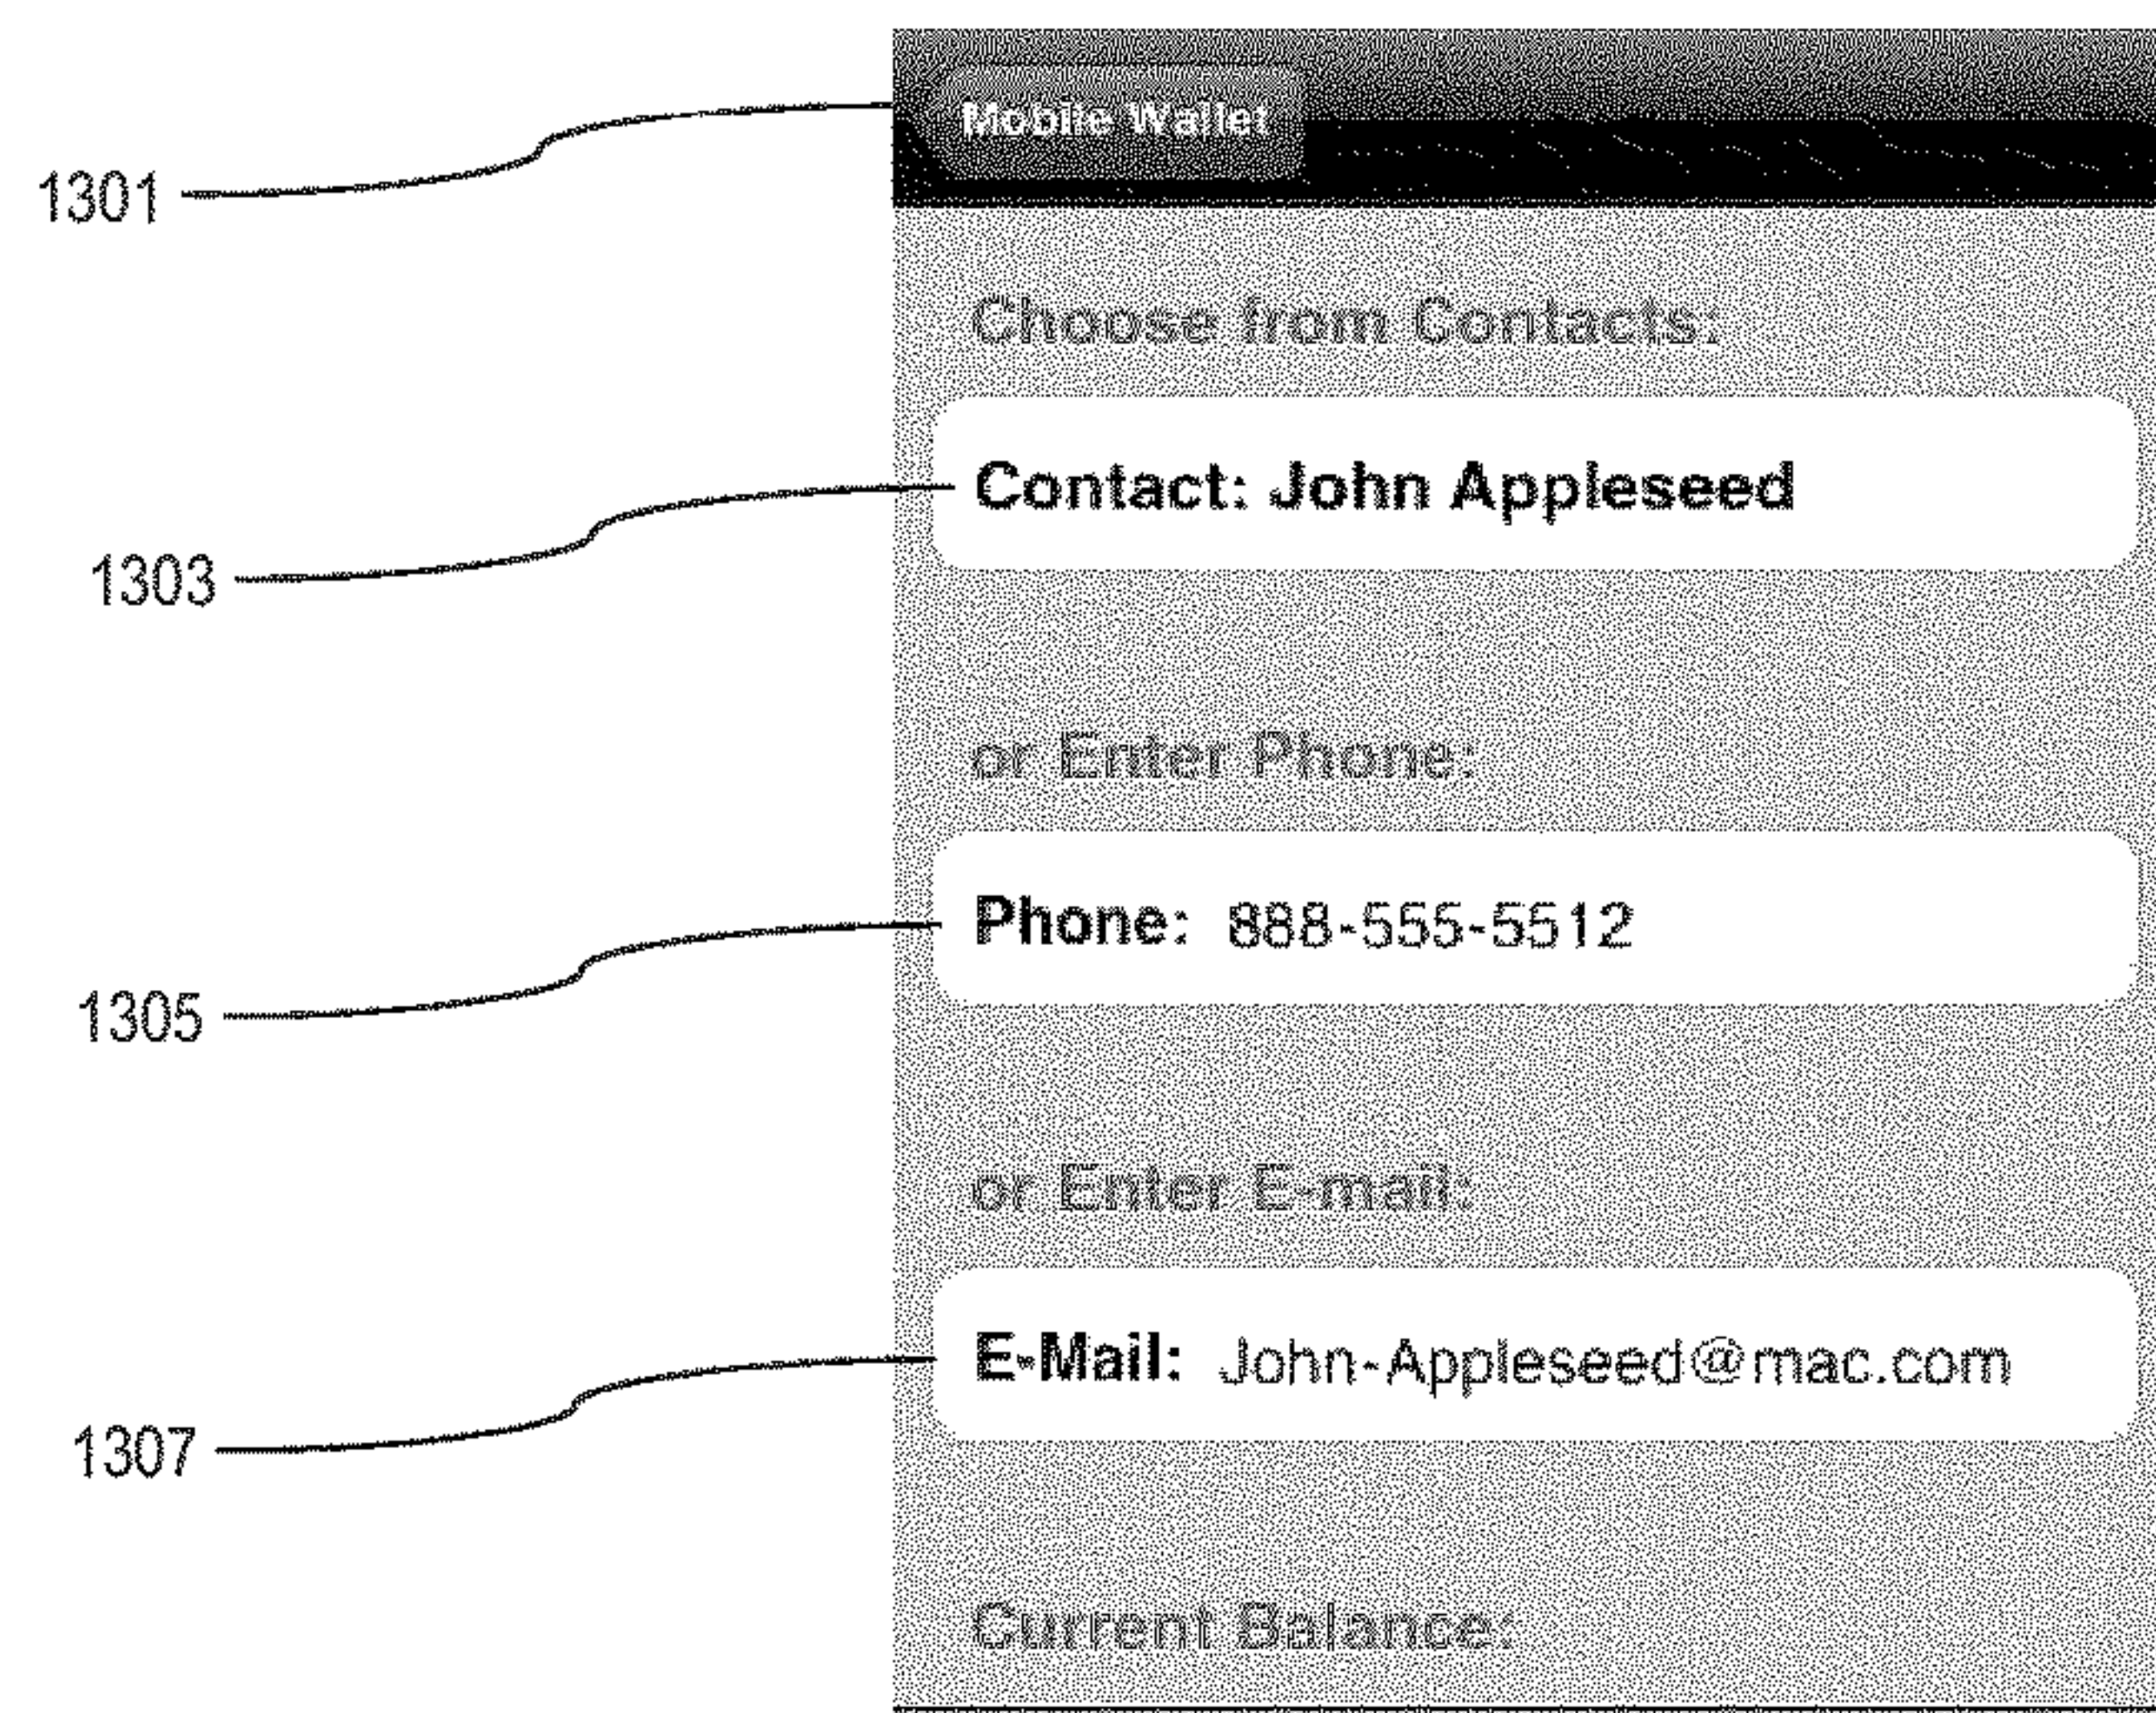 Mobile Wallet
1301
Choose from Contacts:
Contact: John Appleseed
1303
or Enter Phone:
Phone: 888-555-5512
1305
or Enter E-mail:
E-Mail: John-Appleseed@mac.com
1307
Current Balance: